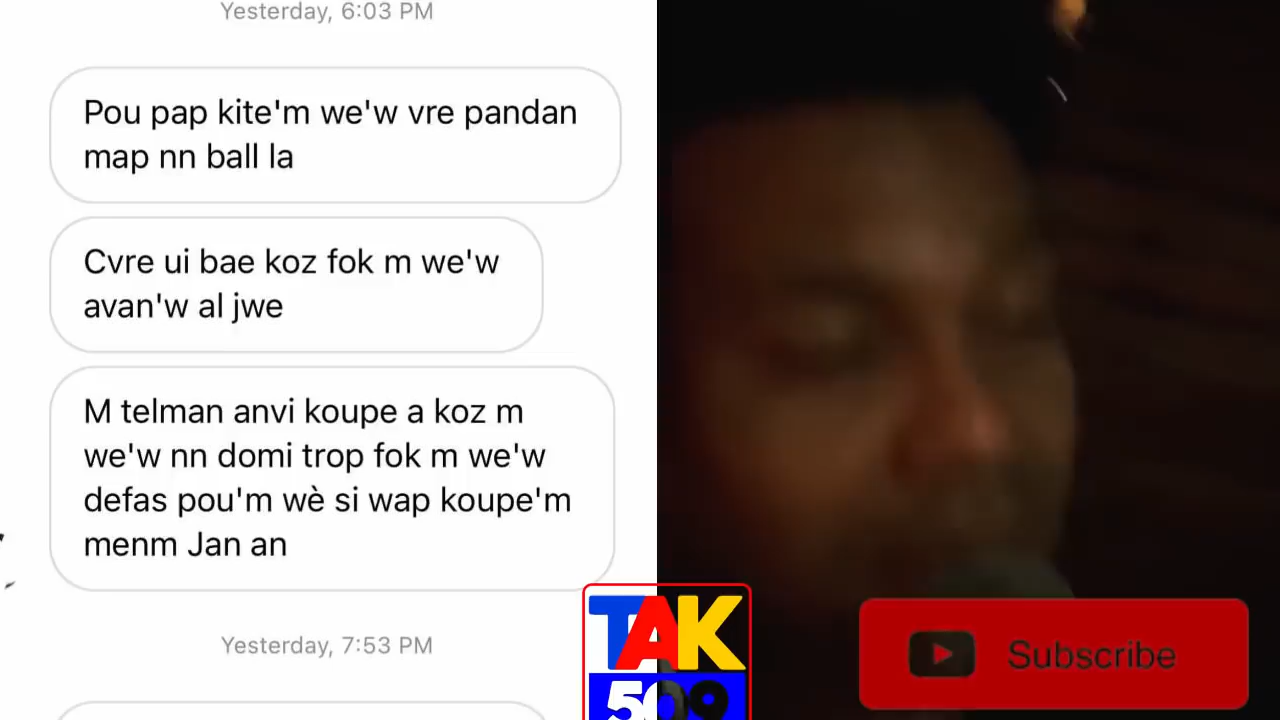 Yesterday, 6:03 PM
Pou pap kite'm we'w vre pandan
map nn ball la
Cvre ui bae koz fok m we'w
avan'w al jwe
M telman anvi koupe a koz m
we'w nn domi trop fok m we'w
defas pou'm wè si wap koupe'm
menm Jan an
Yesterday, 7:53 PM
TAK
509
Subscribe